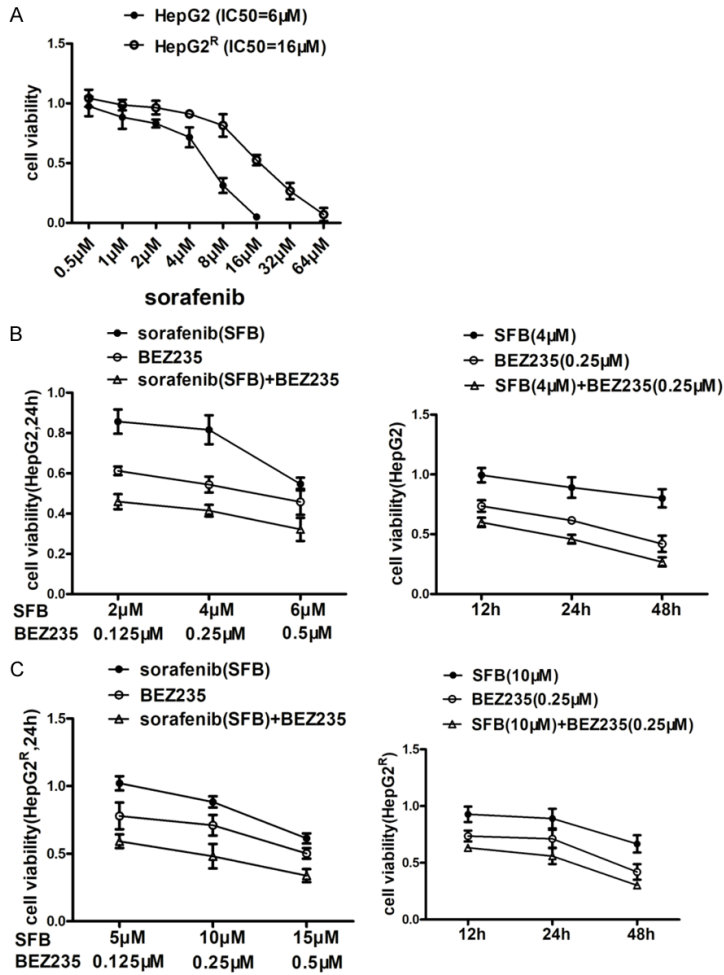 A
HepG2 (IC50=6µM)
HepG2R (IC50=16µM)
cell viability
1.5
1.0
0.5
0.0
0.5µM
1µM
2µM
4µM
8µM
16µM
32µM
64µM
sorafenib
B
sorafenib(SFB)
BEZ235
sorafenib(SFB)+BEZ235
cell viability(HepG2,24h)
1.0
0.8
0.6
0.4
0.2
0.0
SFB 2µM 4µM 6µM
BEZ235 0.125µM 0.25µM 0.5µM
SFB(4µM)
BEZ235(0.25µM)
SFB(4µM)+BEZ235(0.25µM)
cell viability(HepG2)
1.5
1.0
0.5
0.0
12h 24h 48h
C
sorafenib(SFB)
BEZ235
sorafenib(SFB)+BEZ235
cell viability(HepG2R,24h)
1.5
1.0
0.5
0.0
SFB 5µM 10µM 15µM
BEZ235 0.125µM 0.25µM 0.5µM
SFB(10µM)
BEZ235(0.25µM)
SFB(10µM)+BEZ235(0.25µM)
cell viability(HepG2R)
1.5
1.0
0.5
0.0
12h 24h 48h